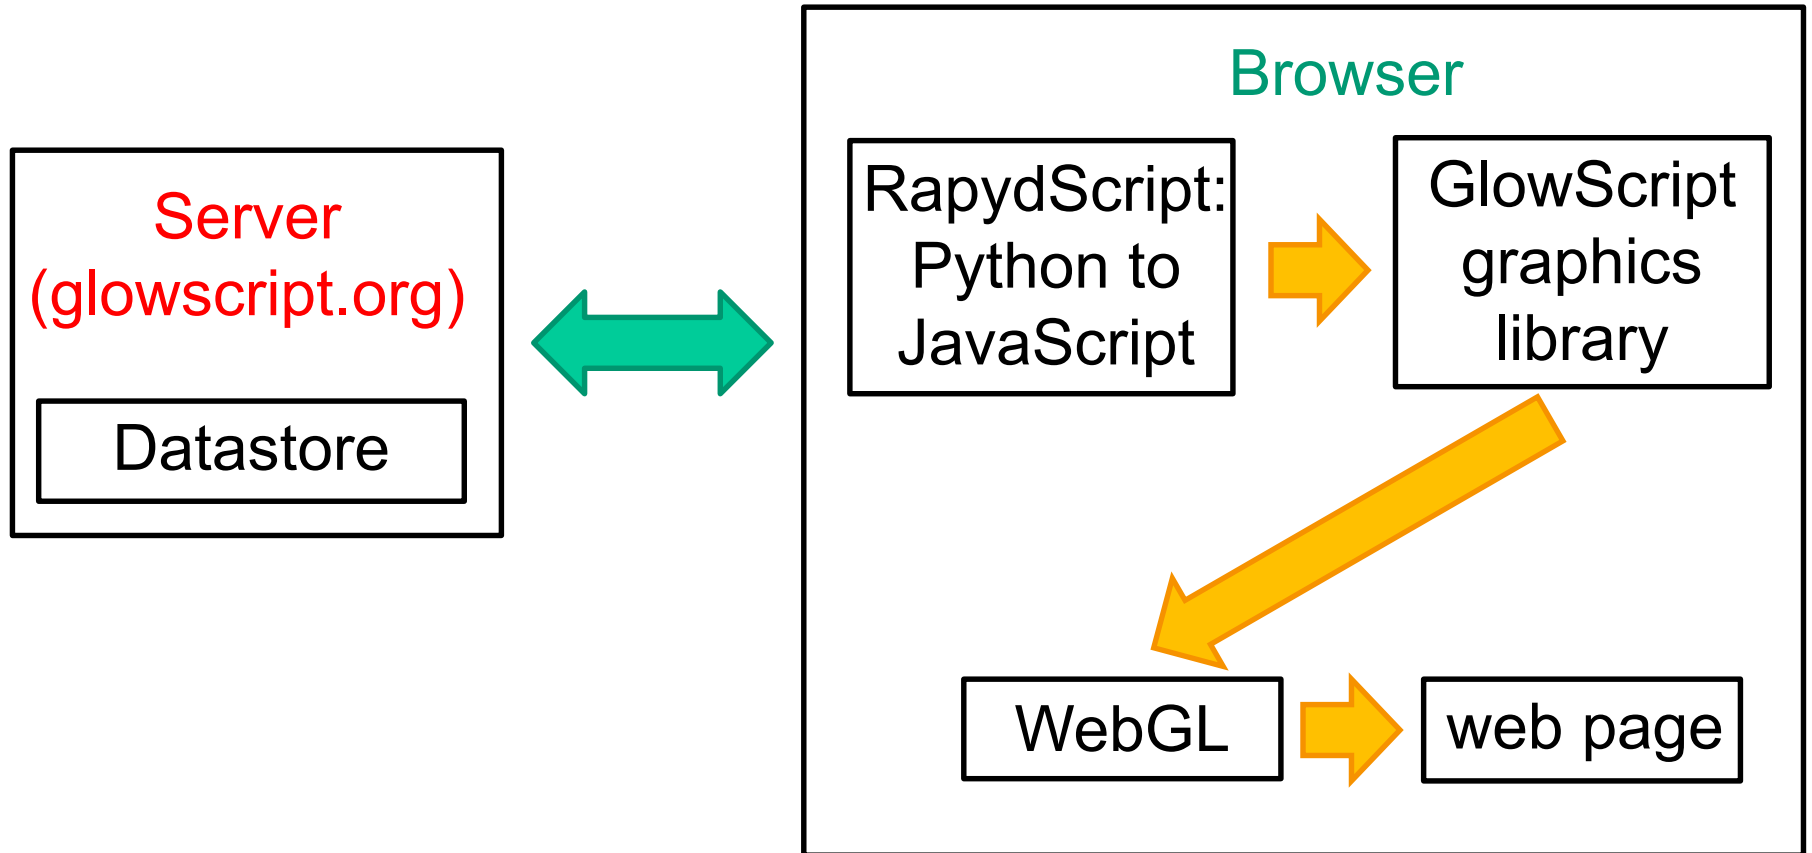 Server
(glowscript.org)
Datastore
Browser
RapydScript:
Python to
JavaScript
GlowScript
graphics
library
WebGL
web page